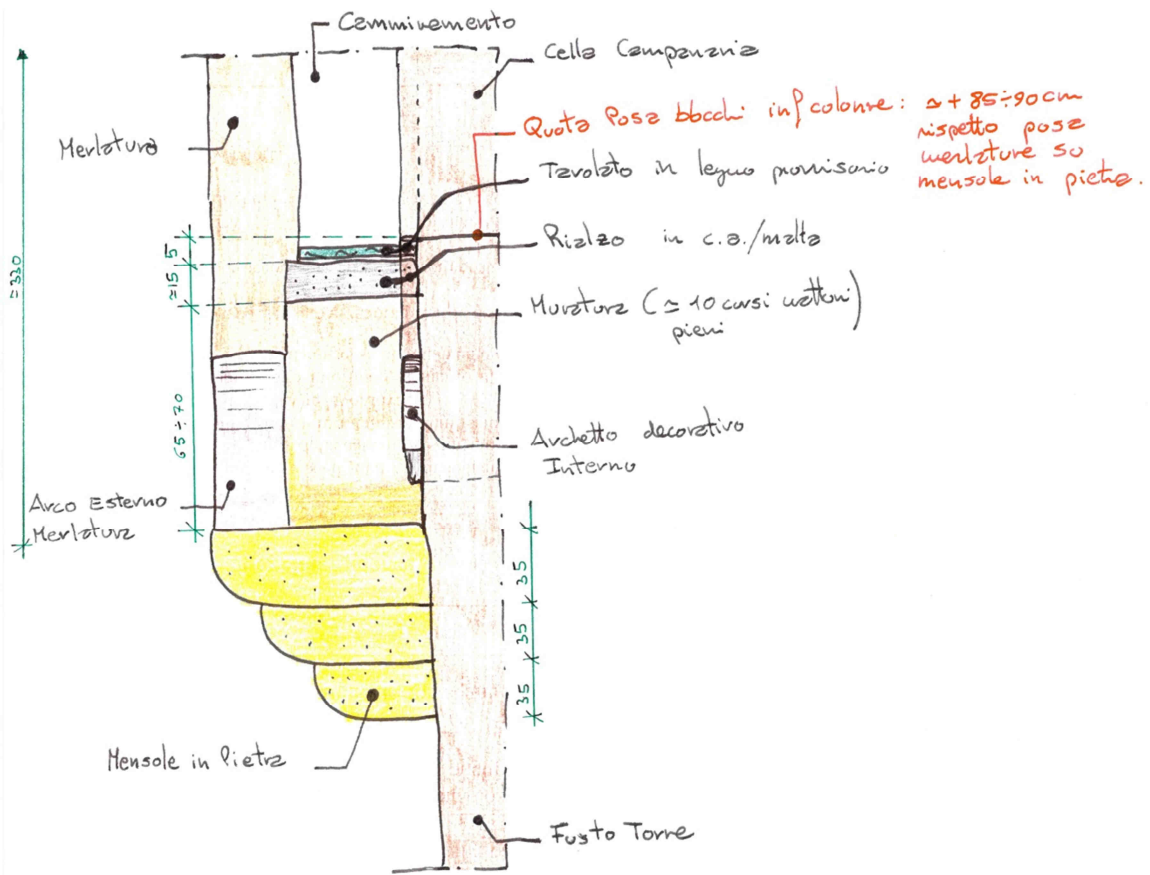 Camminamento
Cella Campanaria
Quota Posa blocchi inf colonne: ≃ + 85÷90 cm
rispetto posa
merlature su
mensole in pietra.
Merlatura
Tavolato in legno provvisorio
Rialzo in c.a./malta
Muratura (≃ 10 corsi mattoni)
pieni
≃330
5
≃15
65÷70
Archetto decorativo
Interno
Arco Esterno
Merlatura
35
35
35
Mensole in Pietra
Fusto Torre